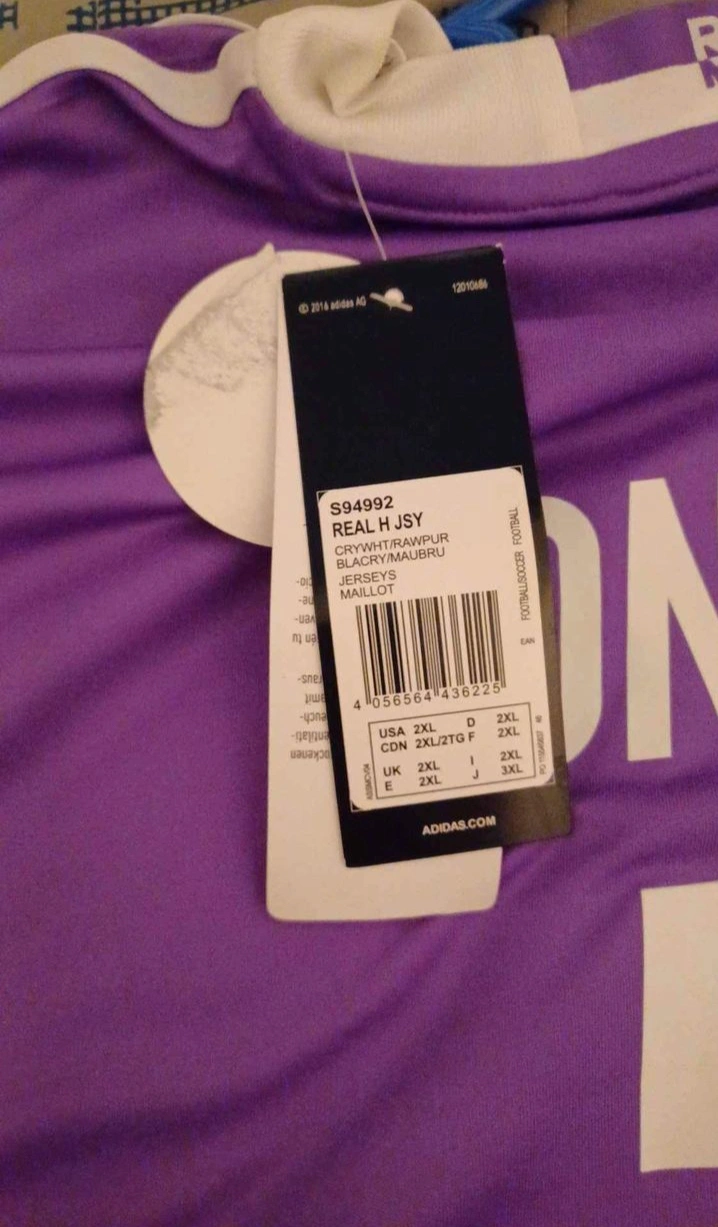 © 2016 adidas AG
12010686
S94992
REAL H JSY
CRYWHT/RAWPUR
BLACRY/MAUBRU
JERSEYS
MAILLOT
FOOTBALL/SOCCER FOOTBALL
EAN
4 056564 436225
USA 2XL D 2XL
CDN 2XL/2TG F 2XL
UK 2XL I 2XL
E 2XL J 3XL
ADIDAS.COM
ON